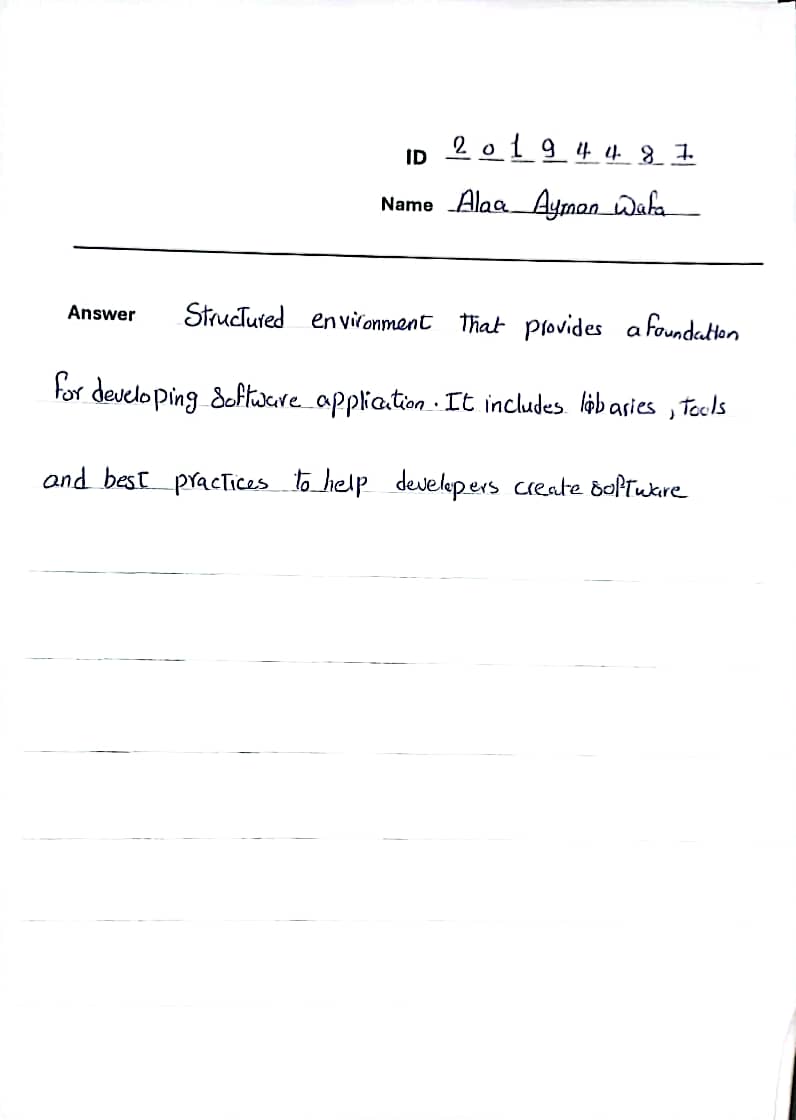 ID 20194487
Name Alaa Ayman Wafa
Answer Structured environment that provides a foundation
for developing software application. It includes libaries, tools
and best practices to help developers create software